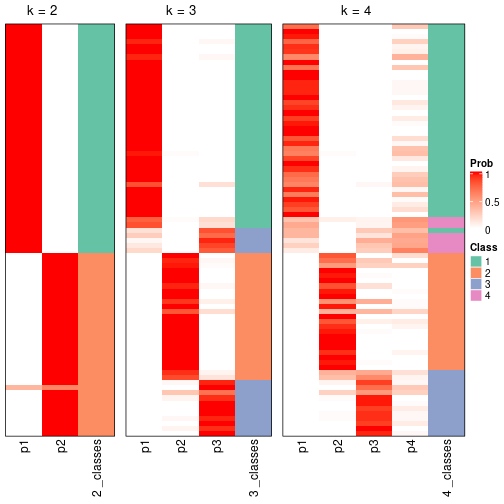 k = 2
k = 3
k = 4
Prob
1
0.5
0
Class
1
2
3
4
p1
p2
2_classes
p1
p2
p3
3_classes
p1
p2
p3
p4
4_classes